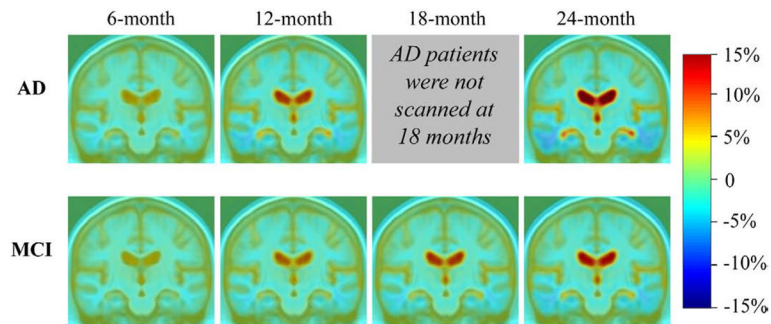 6-month 12-month 18-month 24-month
AD
AD patients
were not
scanned at
18 months
MCI
15%
10%
5%
0
-5%
-10%
-15%